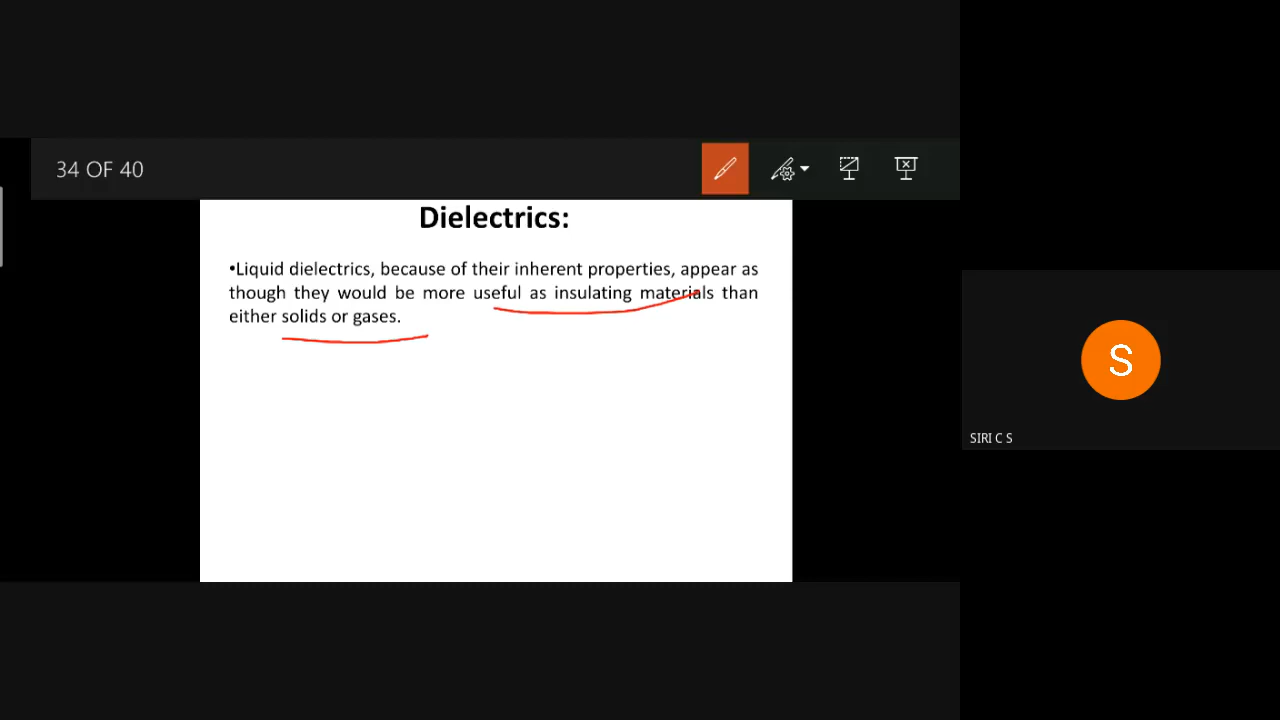 34 OF 40
Dielectrics:
•Liquid dielectrics, because of their inherent properties, appear as
though they would be more useful as insulating materials than
either solids or gases.
S
SIRI C S